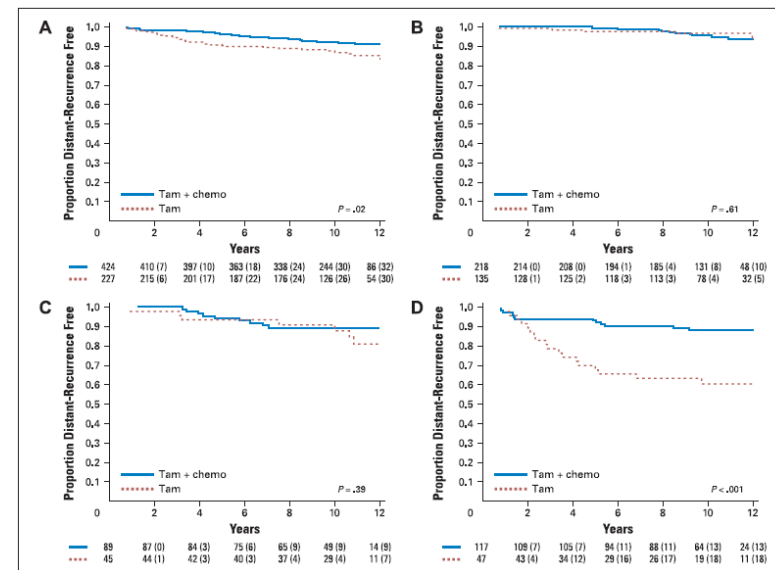 A
Proportion Distant-Recurrence Free
1.0
0.9
0.8
0.7
0.6
0.5
0.4
0.3
0.2
0.1
Tam + chemo
Tam
P = .02
0 2 4 6 8 10 12
Years
424 410 (7) 397 (10) 363 (18) 338 (24) 244 (30) 86 (32)
227 215 (6) 201 (17) 187 (22) 176 (24) 126 (26) 54 (30)
B
Proportion Distant-Recurrence Free
1.0
0.9
0.8
0.7
0.6
0.5
0.4
0.3
0.2
0.1
Tam + chemo
Tam
P = .61
0 2 4 6 8 10 12
Years
218 214 (0) 208 (0) 194 (1) 185 (4) 131 (8) 48 (10)
135 128 (1) 125 (2) 118 (3) 113 (3) 78 (4) 32 (5)
C
Proportion Distant-Recurrence Free
1.0
0.9
0.8
0.7
0.6
0.5
0.4
0.3
0.2
0.1
Tam + chemo
Tam
P = .39
0 2 4 6 8 10 12
Years
89 87 (0) 84 (3) 75 (6) 65 (9) 49 (9) 14 (9)
45 44 (1) 42 (3) 40 (3) 37 (4) 29 (4) 11 (7)
D
Proportion Distant-Recurrence Free
1.0
0.9
0.8
0.7
0.6
0.5
0.4
0.3
0.2
0.1
Tam + chemo
Tam
P < .001
0 2 4 6 8 10 12
Years
117 109 (7) 105 (7) 94 (11) 88 (11) 64 (13) 24 (13)
47 43 (4) 34 (12) 29 (16) 26 (17) 19 (18) 11 (18)